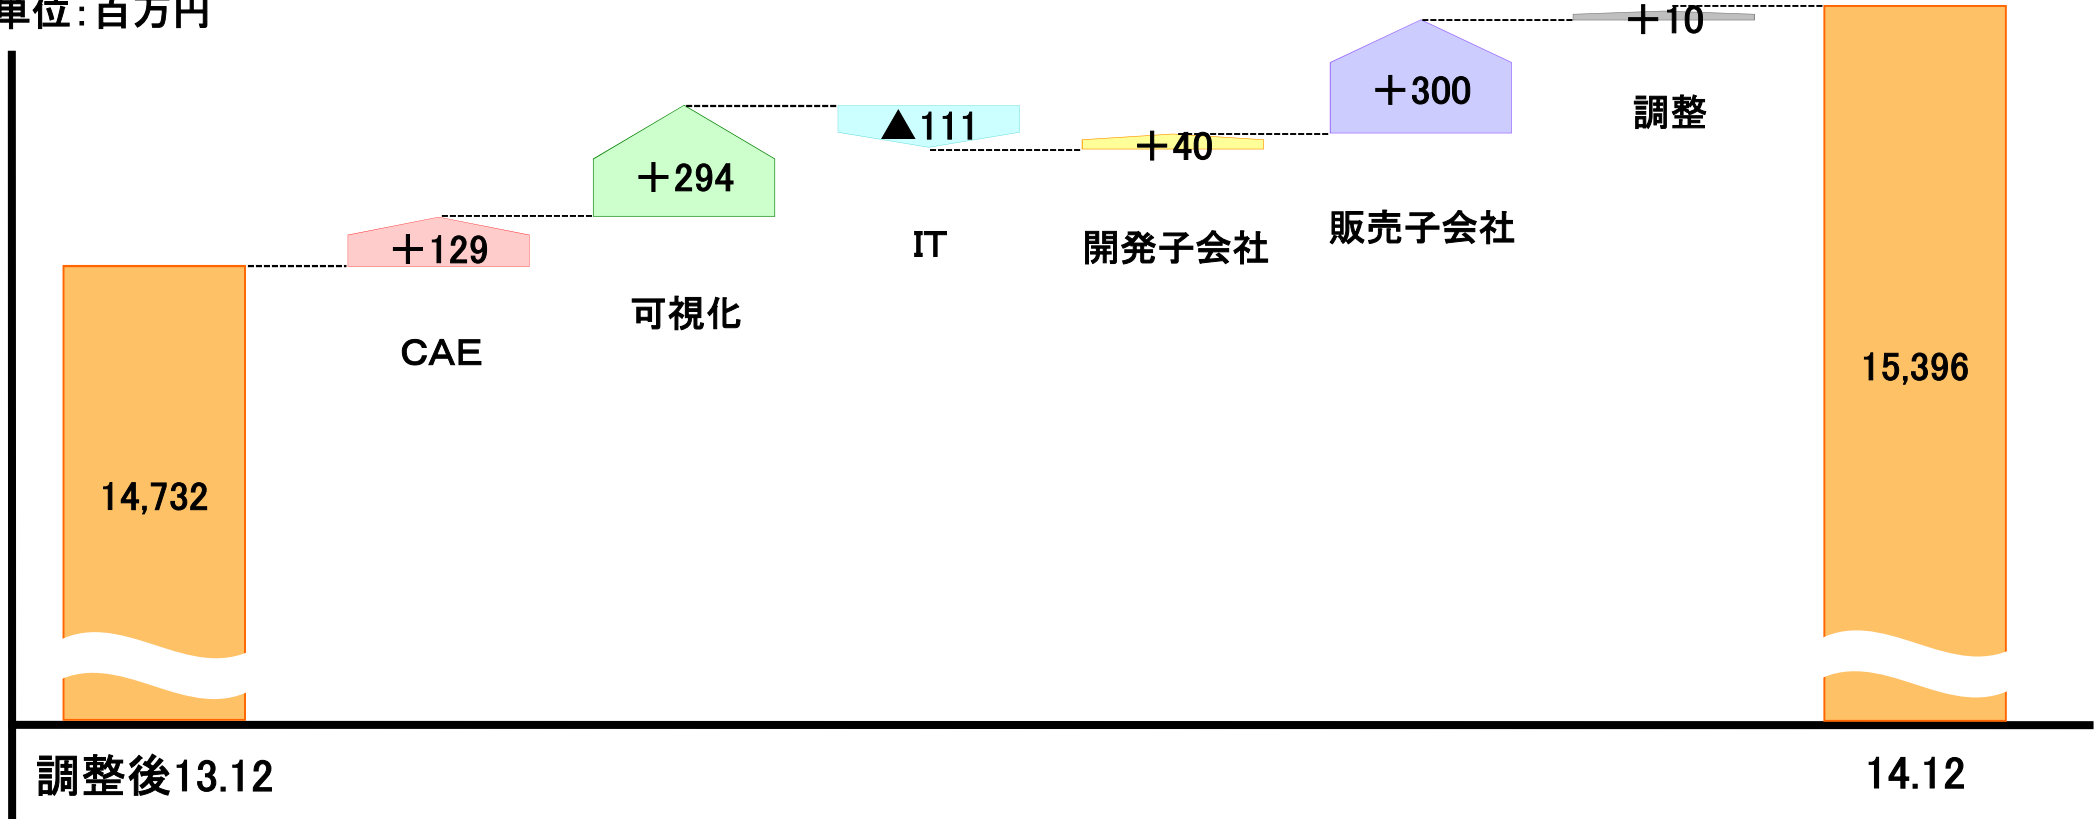 単位：百万円
＋10
＋300
調整
▲111
＋40
＋294
販売子会社
＋129
IT
開発子会社
可視化
CAE
15,396
14,732
調整後13.12
14.12